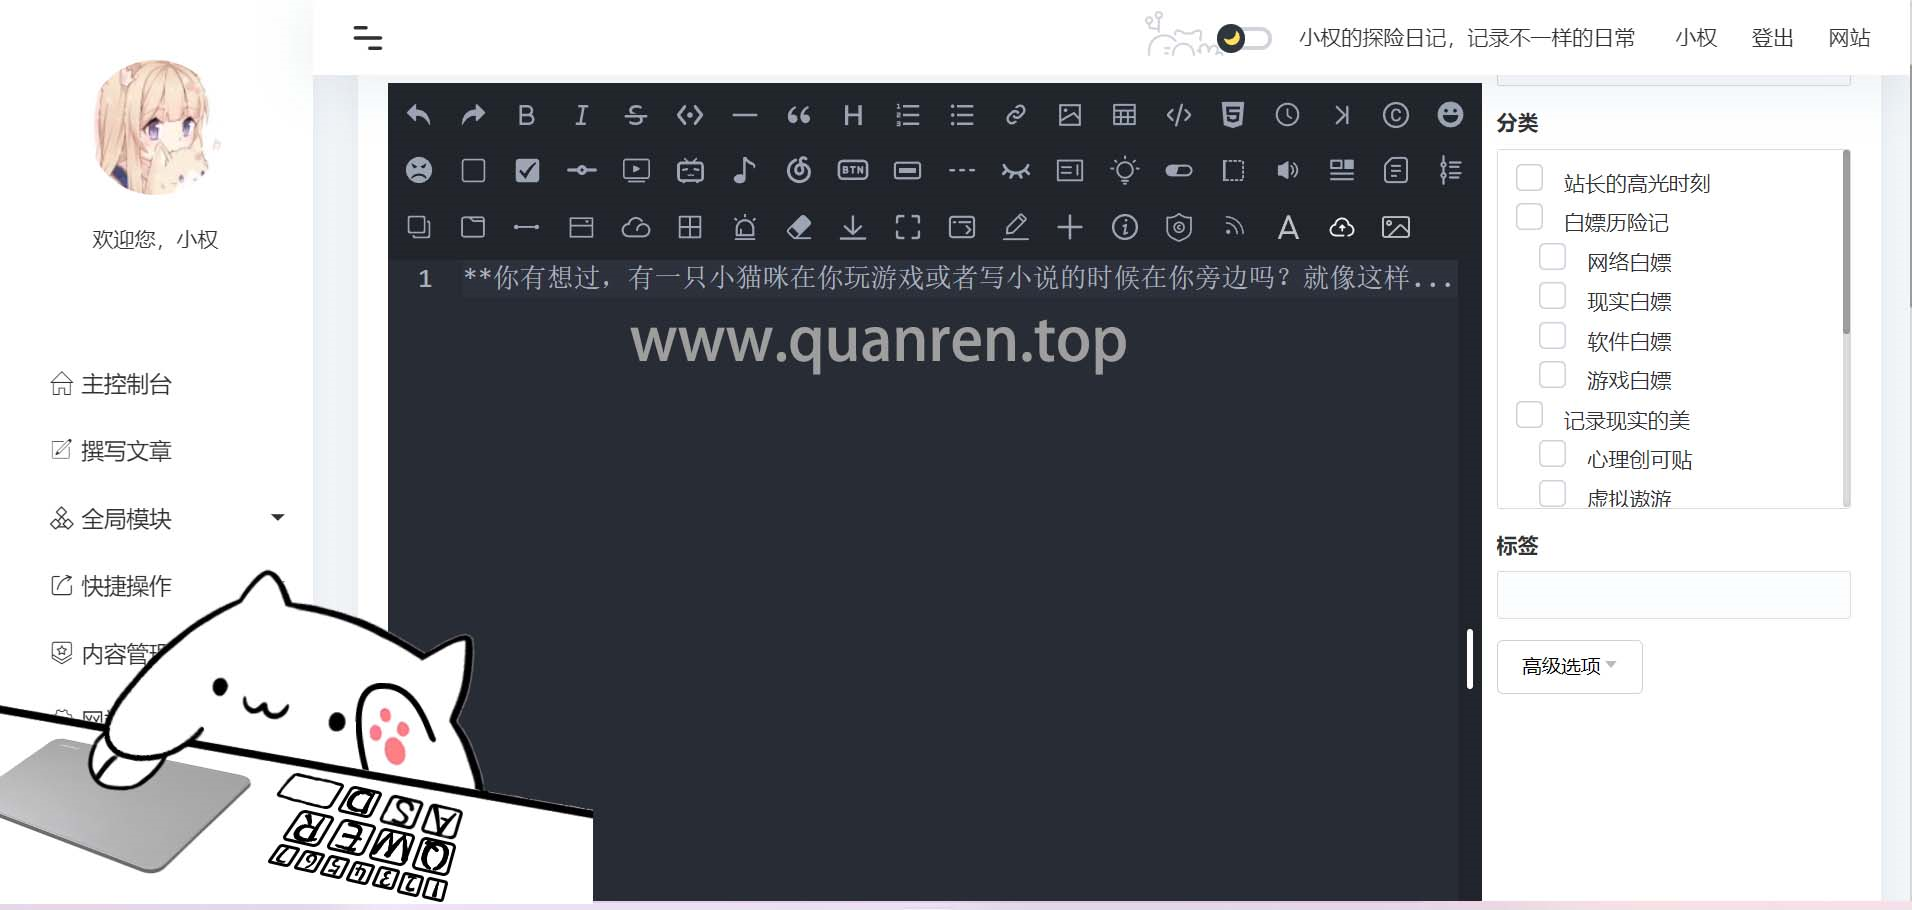 小权的探险日记，记录不一样的日常
小权
登出
网站
欢迎您，小权
主控制台
撰写文章
全局模块
快捷操作
内容管理
BTN
1
**你有想过，有一只小猫咪在你玩游戏或者写小说的时候在你旁边吗？就像这样...
www.quanren.top
分类
站长的高光时刻
白嫖历险记
网络白嫖
现实白嫖
软件白嫖
游戏白嫖
记录现实的美
心理创可贴
虚拟遨游
标签
高级选项
D S A
R E W Q
7 6 5 4 3 2 1